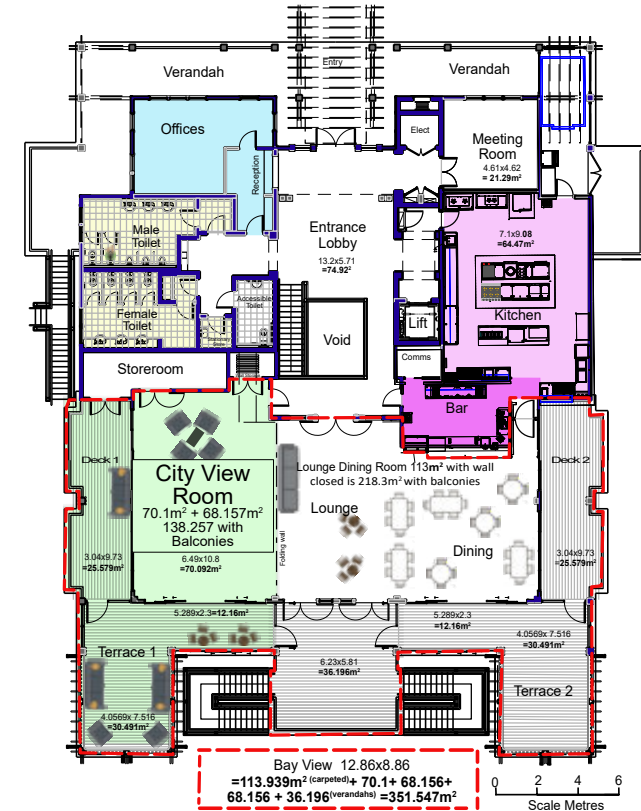 Verandah
Entry
Verandah
Offices
Elect
Meeting
Room
4.61x4.62
= 21.29m²
Reception
Male
Toilet
Entrance
Lobby
13.2x5.71
=74.92²
7.1x9.08
=64.47m²
Kitchen
Accessible
Toilet
Female
Toilet
Void
Lift
Comms
Storeroom
Bar
Deck 1
Deck 2
City View
Room
70.1m² + 68.157m²
138.257 with
Balconies
6.49x10.8
=70.092m²
Lounge Dining Room 113m² with wall
closed is 218.3m² with balconies
Lounge
Folding wall
Dining
3.04x9.73
=25.579m²
3.04x9.73
=25.579m²
5.289x2.3=12.16m²
5.289x2.3
=12.16m²
4.0569x 7.516
=30.491m²
Terrace 1
6.23x5.81
=36.196m²
Terrace 2
4.0569x 7.516
=30.491m²
Bay View 12.86x8.86
=113.939m² (carpeted)+ 70.1+ 68.156+
68.156 + 36.196(verandahs) =351.547m²
0 2 4 6
Scale Metres